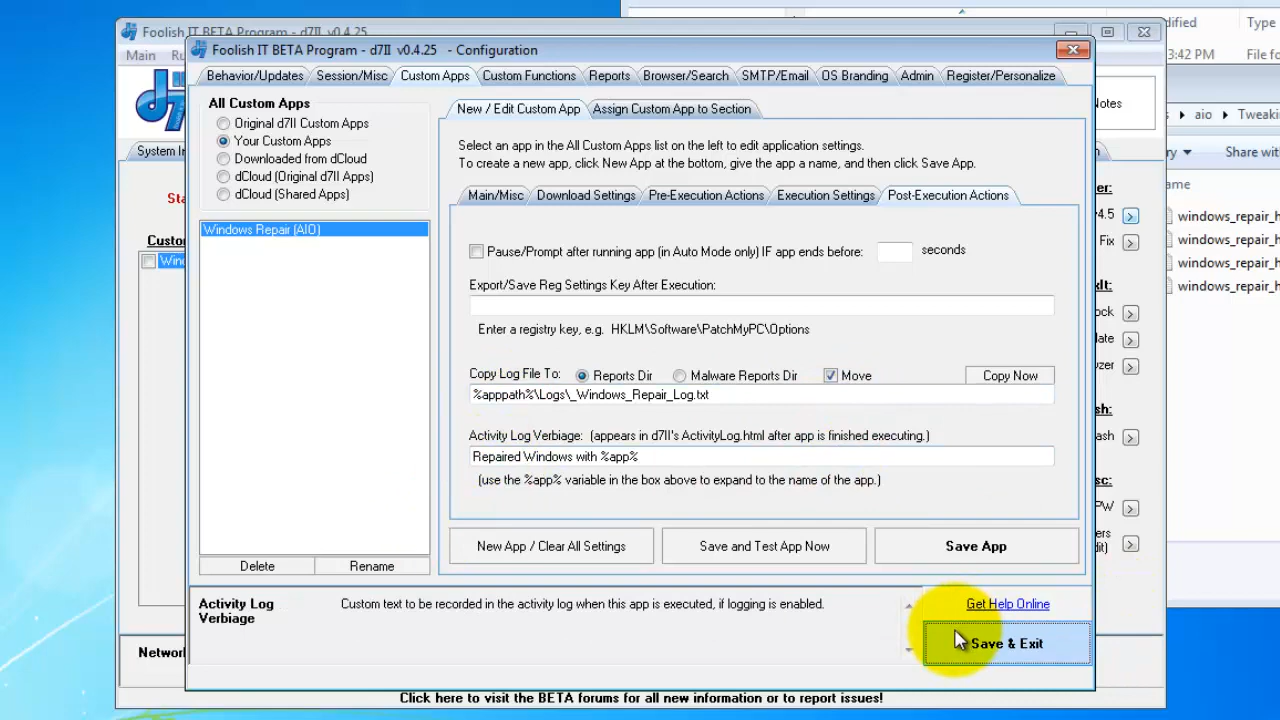 Foolish IT BETA Program - d7II v0.4.25
Foolish IT BETA Program - d7II v0.4.25 - Configuration
Main
Behavior/Updates Session/Misc Custom Apps Custom Functions Reports Browser/Search SMTP/Email OS Branding Admin Register/Personalize
All Custom Apps
Original d7II Custom Apps
Your Custom Apps
Downloaded from dCloud
dCloud (Original d7II Apps)
dCloud (Shared Apps)
Windows Repair (AIO)
Delete Rename
New / Edit Custom App Assign Custom App to Section
Select an app in the All Custom Apps list on the left to edit application settings.
To create a new app, click New App at the bottom, give the app a name, and then click Save App.
Main/Misc Download Settings Pre-Execution Actions Execution Settings Post-Execution Actions
Pause/Prompt after running app (in Auto Mode only) IF app ends before: seconds
Export/Save Reg Settings Key After Execution:
Enter a registry key, e.g. HKLM\Software\PatchMyPC\Options
Copy Log File To: Reports Dir Malware Reports Dir Move Copy Now
%apppath%\Logs\_Windows_Repair_Log.txt
Activity Log Verbiage: (appears in d7II's ActivityLog.html after app is finished executing.)
Repaired Windows with %app%
(use the %app% variable in the box above to expand to the name of the app.)
New App / Clear All Settings Save and Test App Now Save App
Activity Log
Verbiage
Custom text to be recorded in the activity log when this app is executed, if logging is enabled.
Get Help Online
Save & Exit
Click here to visit the BETA forums for all new information or to report issues!
System
Notes
v4.5
Fix
Type
3:42 PM File
aio
Share
windows_repair
windows_repair
windows_repair
windows_repair